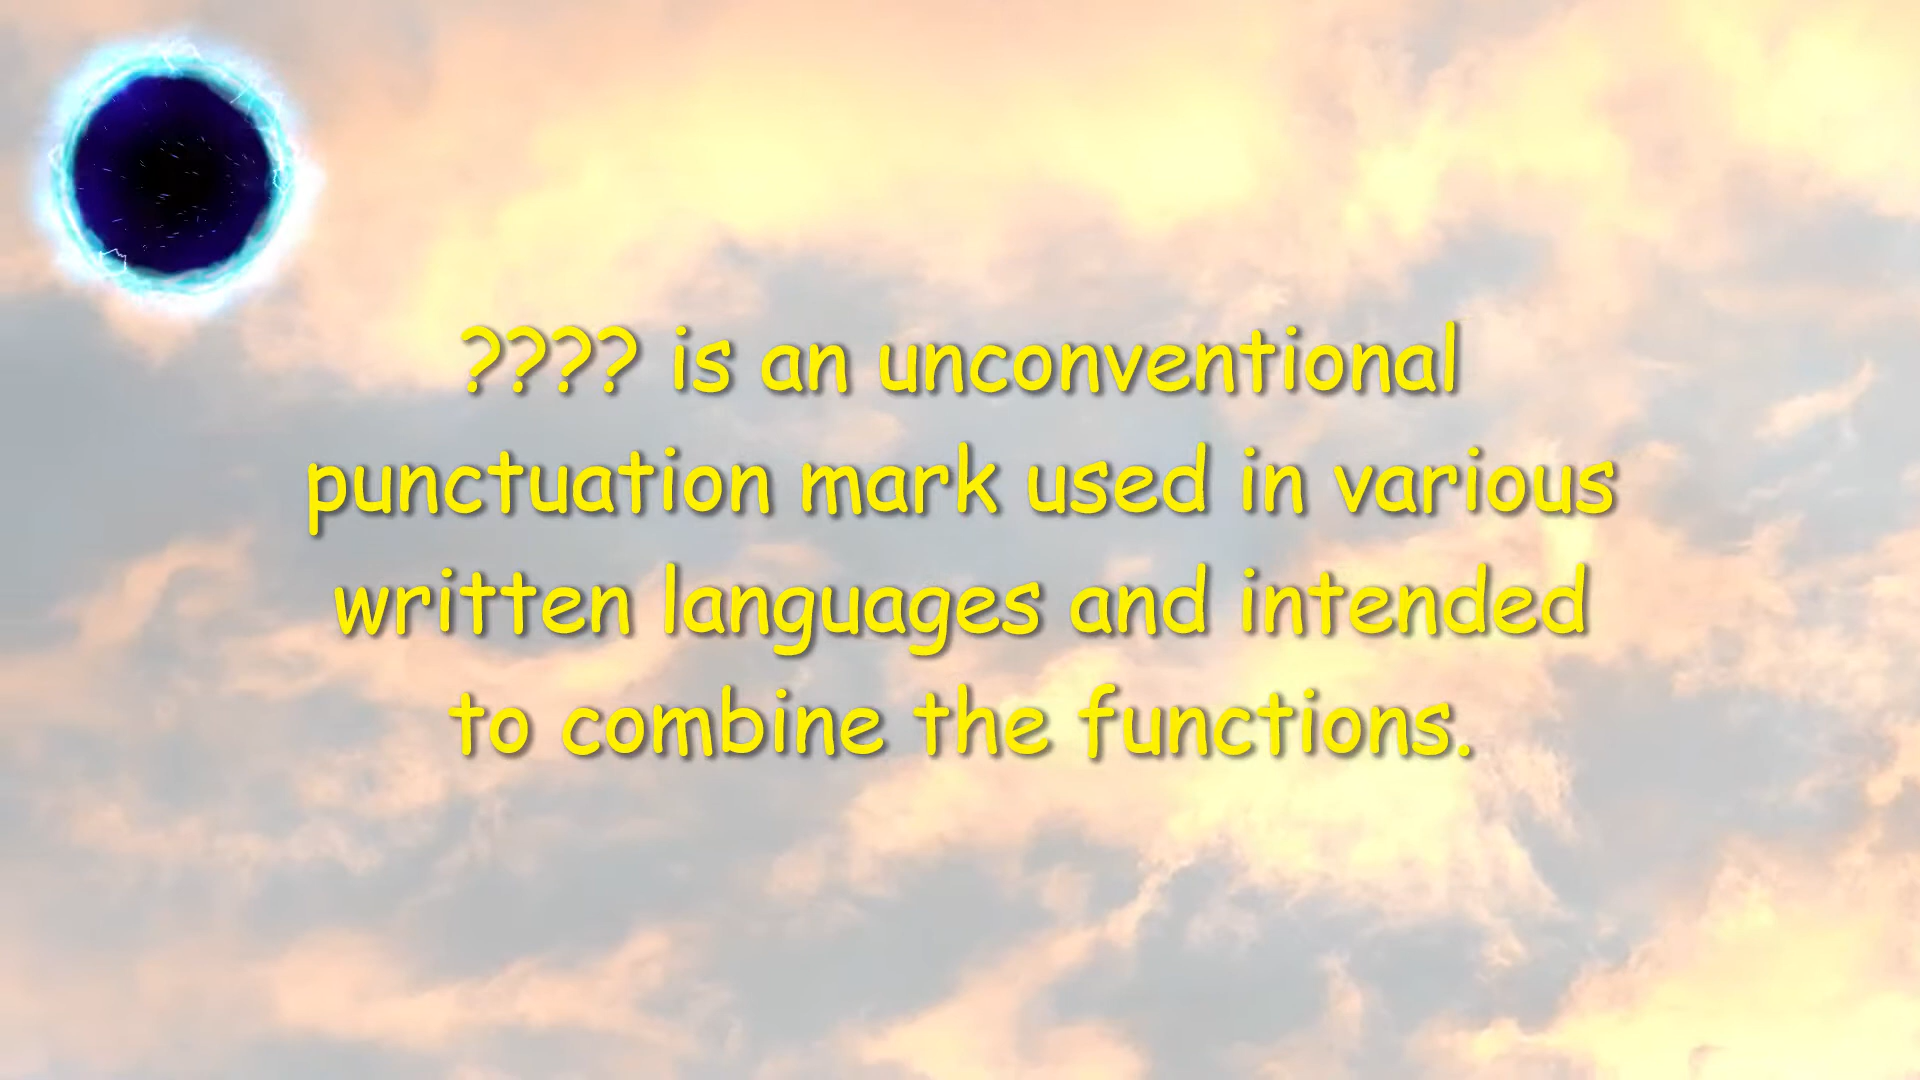 ???? is an unconventional
punctuation mark used in various
written languages and intended
to combine the functions.